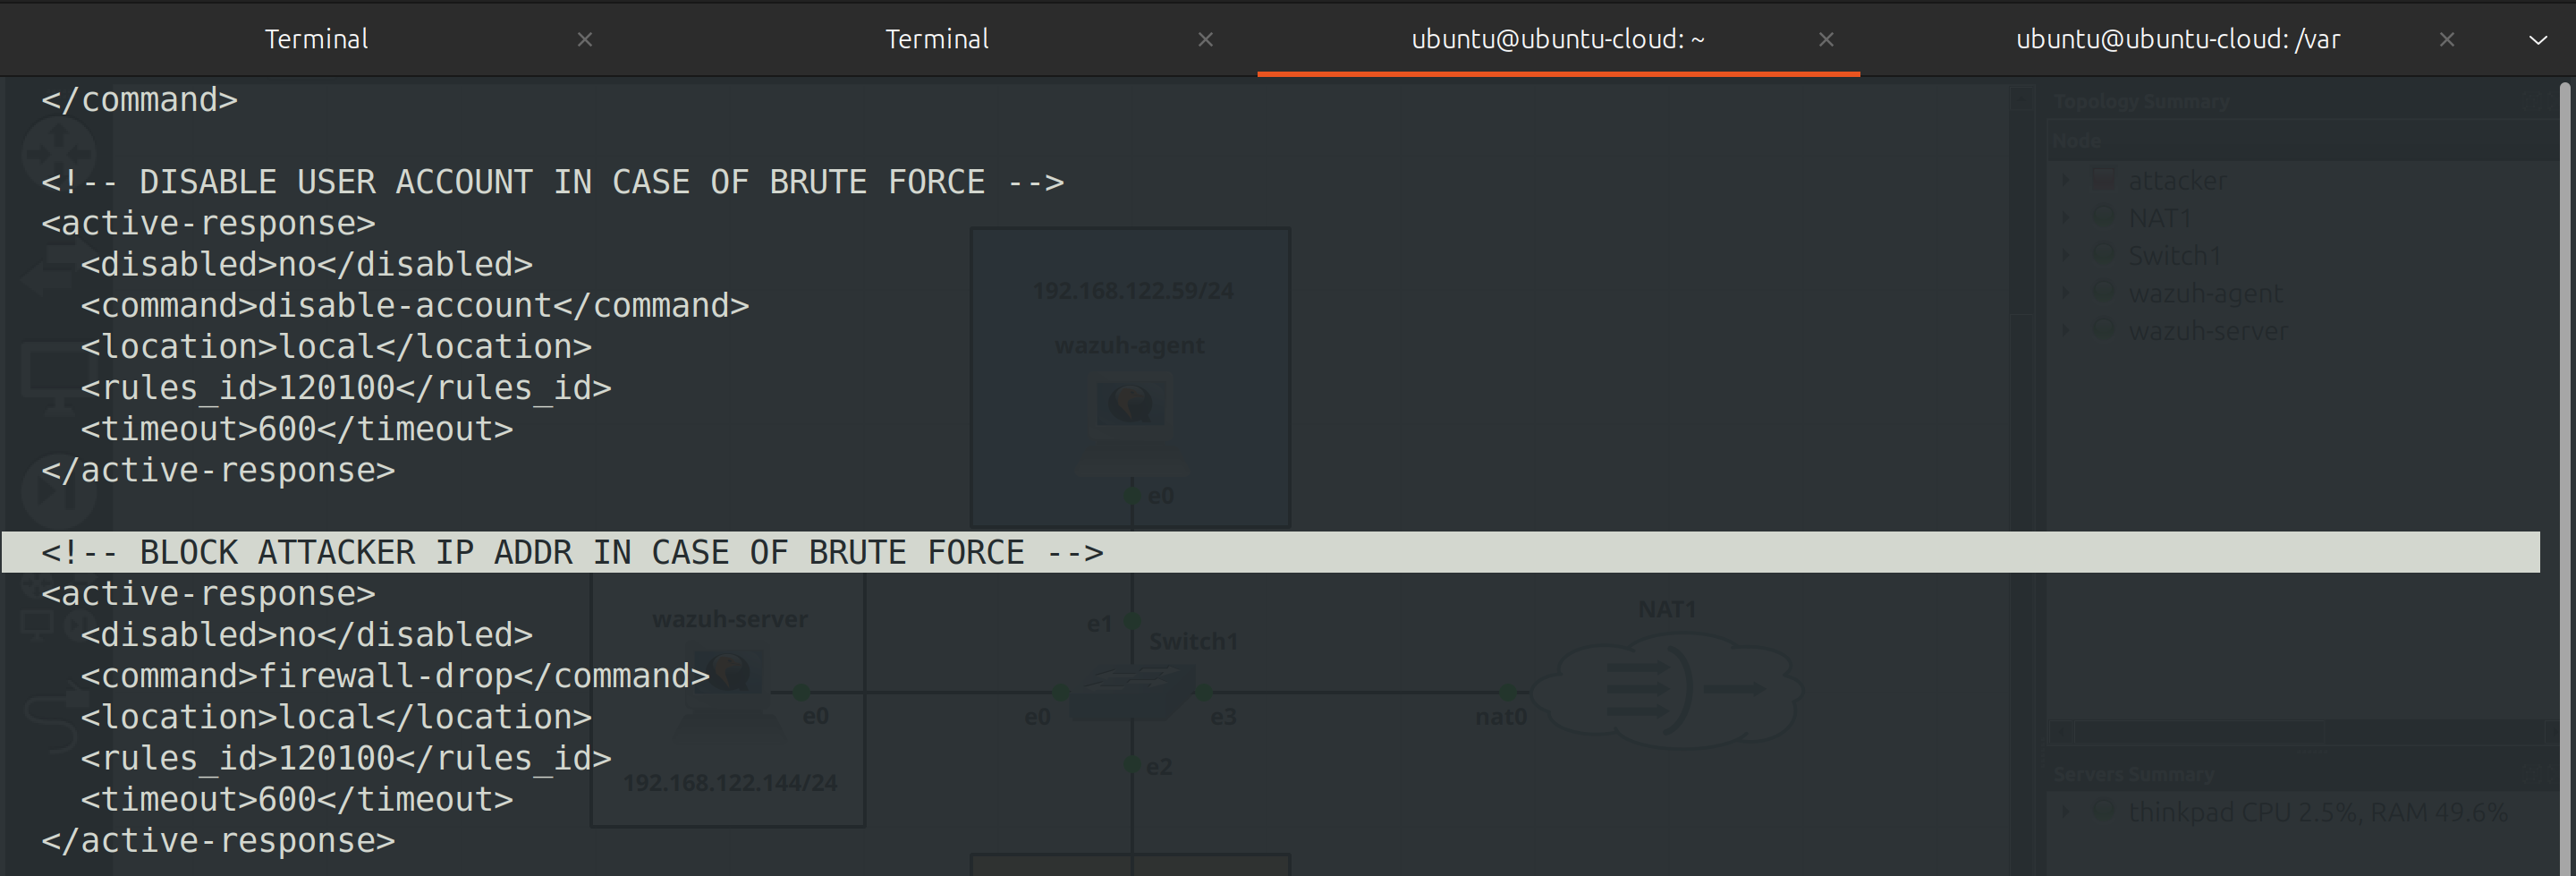 Terminal
Terminal
ubuntu@ubuntu-cloud: ~
ubuntu@ubuntu-cloud: /var
</command>
<!-- DISABLE USER ACCOUNT IN CASE OF BRUTE FORCE -->
<active-response>
<disabled>no</disabled>
<command>disable-account</command>
<location>local</location>
<rules_id>120100</rules_id>
<timeout>600</timeout>
</active-response>
<!-- BLOCK ATTACKER IP ADDR IN CASE OF BRUTE FORCE -->
<active-response>
<disabled>no</disabled>
<command>firewall-drop</command>
<location>local</location>
<rules_id>120100</rules_id>
<timeout>600</timeout>
</active-response>
192.168.122.59/24
wazuh-agent
e0
wazuh-server
e0
192.168.122.144/24
e1
Switch1
e0
e3
e2
NAT1
nat0
Topology Summary
Node
attacker
NAT1
Switch1
wazuh-agent
wazuh-server
Servers Summary
thinkpad CPU 2.5%, RAM 49.6%